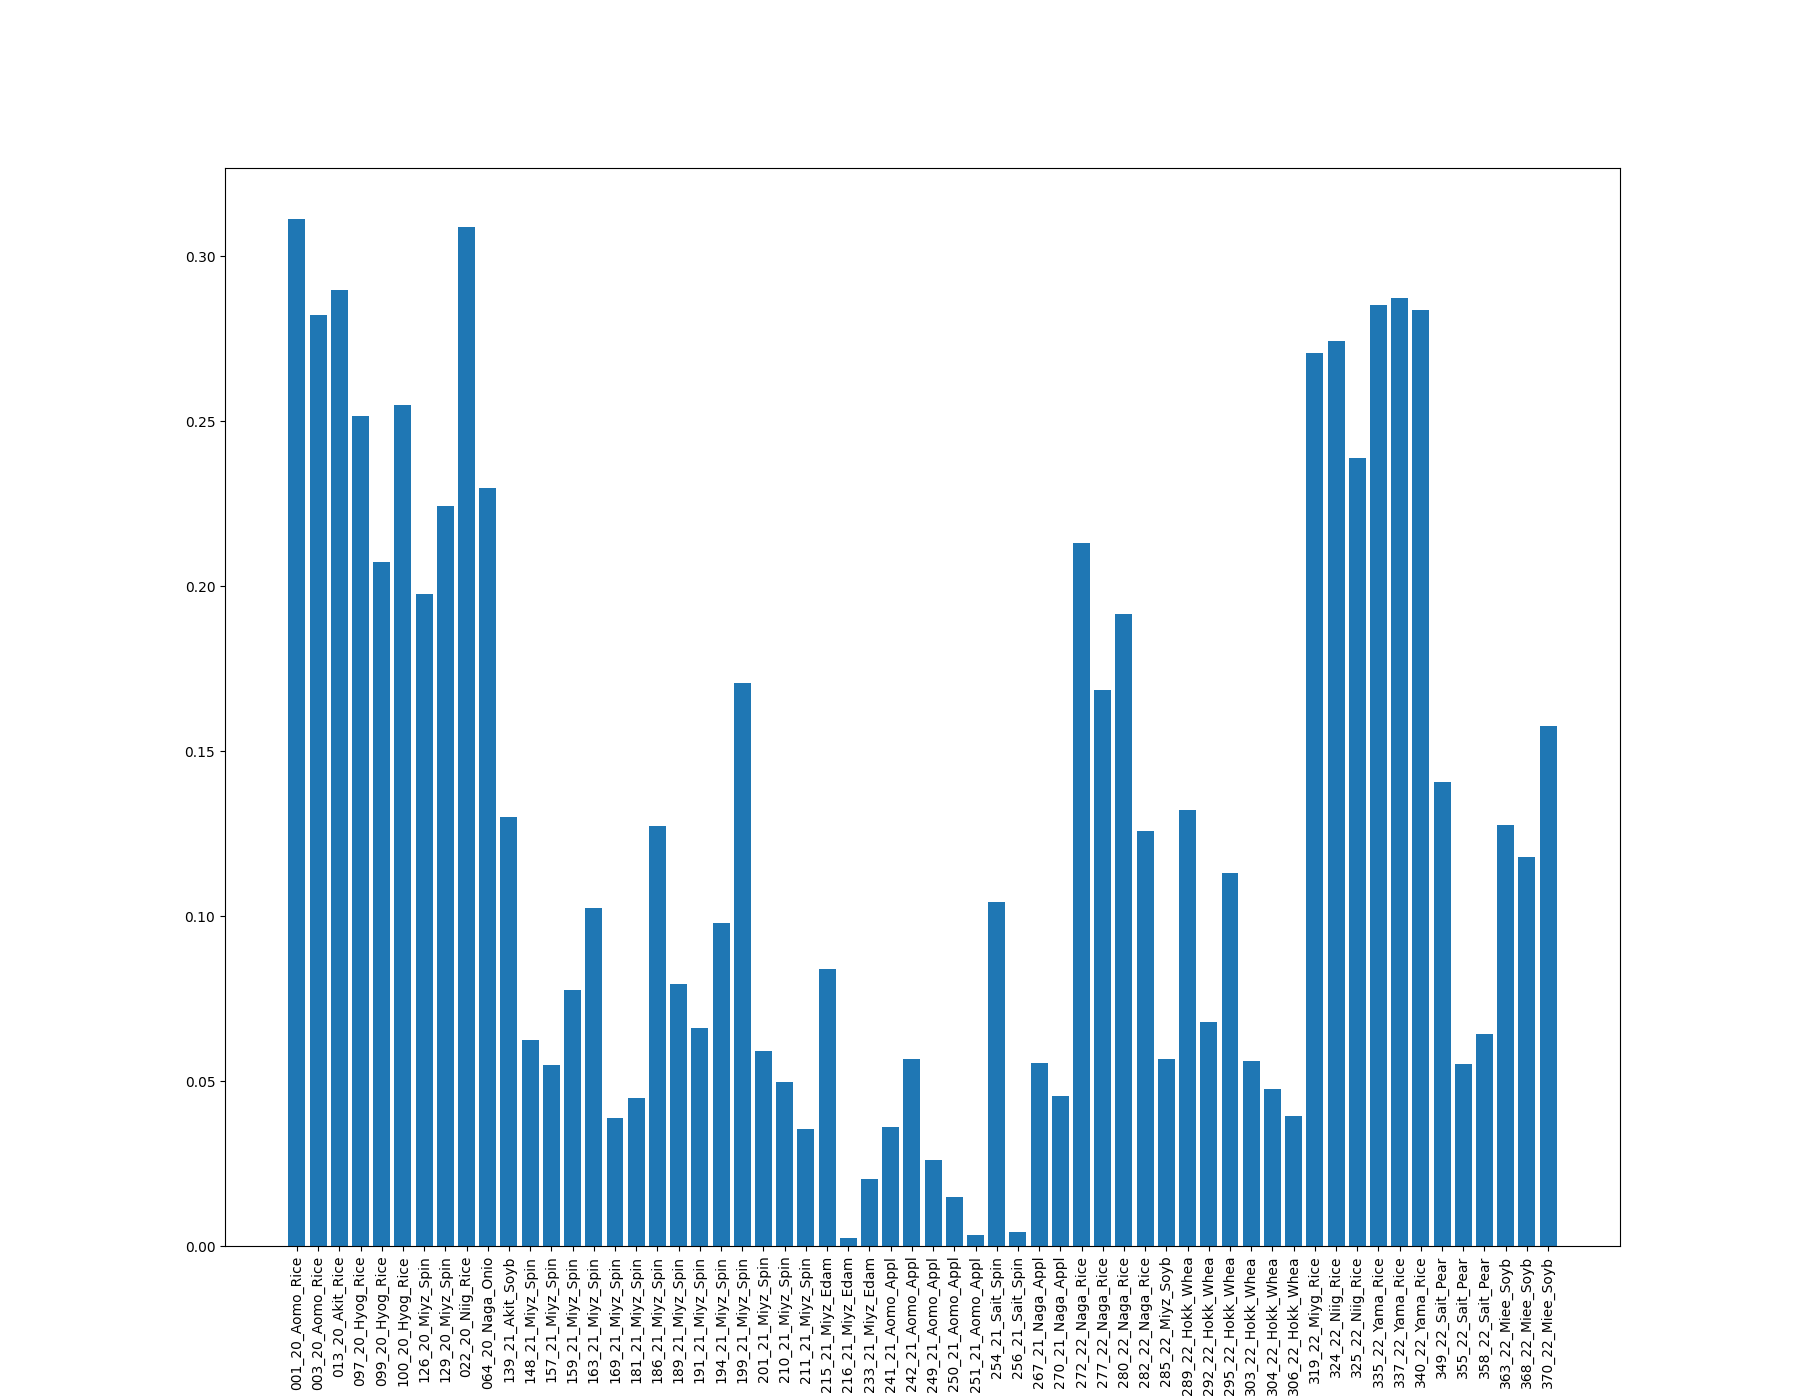 0.30
0.25
0.20
0.15
0.10
0.05
0.00
001_20_Aomo_Rice
003_20_Aomo_Rice
013_20_Akit_Rice
097_20_Hyog_Rice
099_20_Hyog_Rice
100_20_Hyog_Rice
126_20_Miyz_Spin
129_20_Miyz_Spin
022_20_Niig_Rice
064_20_Naga_Onio
139_21_Akit_Soyb
148_21_Miyz_Spin
157_21_Miyz_Spin
159_21_Miyz_Spin
163_21_Miyz_Spin
169_21_Miyz_Spin
181_21_Miyz_Spin
186_21_Miyz_Spin
189_21_Miyz_Spin
191_21_Miyz_Spin
194_21_Miyz_Spin
199_21_Miyz_Spin
201_21_Miyz_Spin
210_21_Miyz_Spin
211_21_Miyz_Spin
215_21_Miyz_Edam
216_21_Miyz_Edam
233_21_Miyz_Edam
241_21_Aomo_Appl
242_21_Aomo_Appl
249_21_Aomo_Appl
250_21_Aomo_Appl
251_21_Aomo_Appl
254_21_Sait_Spin
256_21_Sait_Spin
267_21_Naga_Appl
270_21_Naga_Appl
272_22_Naga_Rice
277_22_Naga_Rice
280_22_Naga_Rice
282_22_Naga_Rice
285_22_Miyz_Soyb
289_22_Hokk_Whea
292_22_Hokk_Whea
295_22_Hokk_Whea
303_22_Hokk_Whea
304_22_Hokk_Whea
306_22_Hokk_Whea
319_22_Miyg_Rice
324_22_Niig_Rice
325_22_Niig_Rice
335_22_Yama_Rice
337_22_Yama_Rice
340_22_Yama_Rice
349_22_Sait_Pear
355_22_Sait_Pear
358_22_Sait_Pear
363_22_Miee_Soyb
368_22_Miee_Soyb
370_22_Miee_Soyb